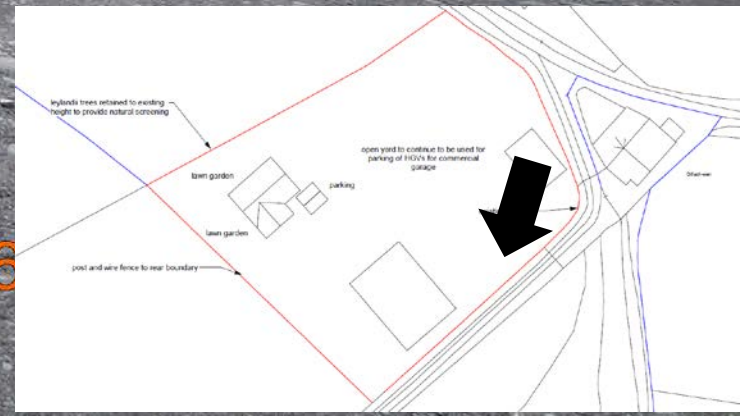 leylandii trees retained to existing
height to provide natural screening
open yard to continue to be used for
parking of HGVs for commercial
garage
lawn garden
parking
lawn garden
post and wire fence to rear boundary